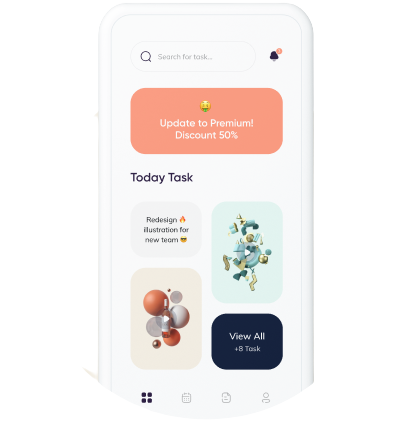 Search for task...
🤑
Update to Premium!
Discount 50%
Today Task
Redesign 🔥
illustration for
new team 😎
View All
+8 Task